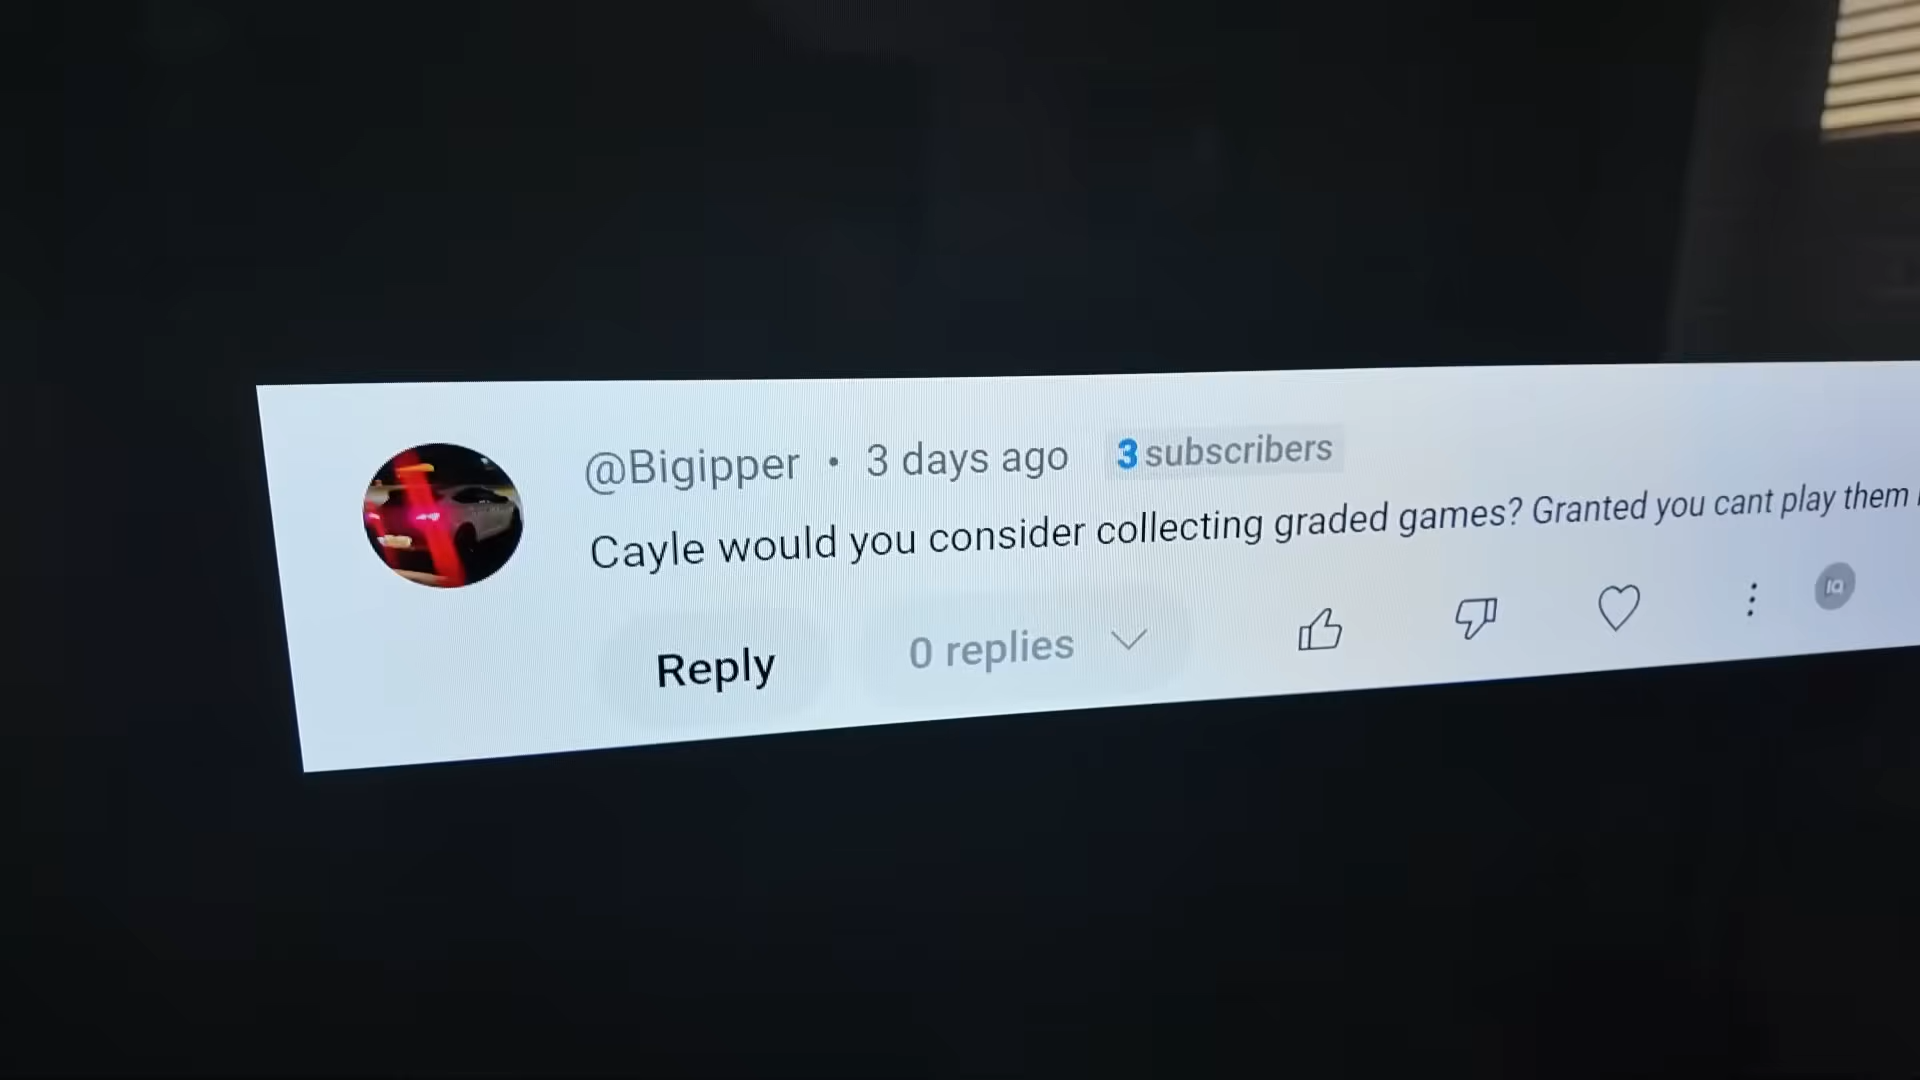 @Bigipper • 3 days ago 3 subscribers
Cayle would you consider collecting graded games? Granted you cant play them
Reply 0 replies
IQ